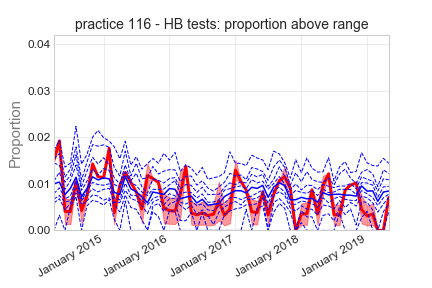 practice 116 - HB tests: proportion above range
Proportion
0.04
0.03
0.02
0.01
0.00
January 2015
January 2016
January 2017
January 2018
January 2019